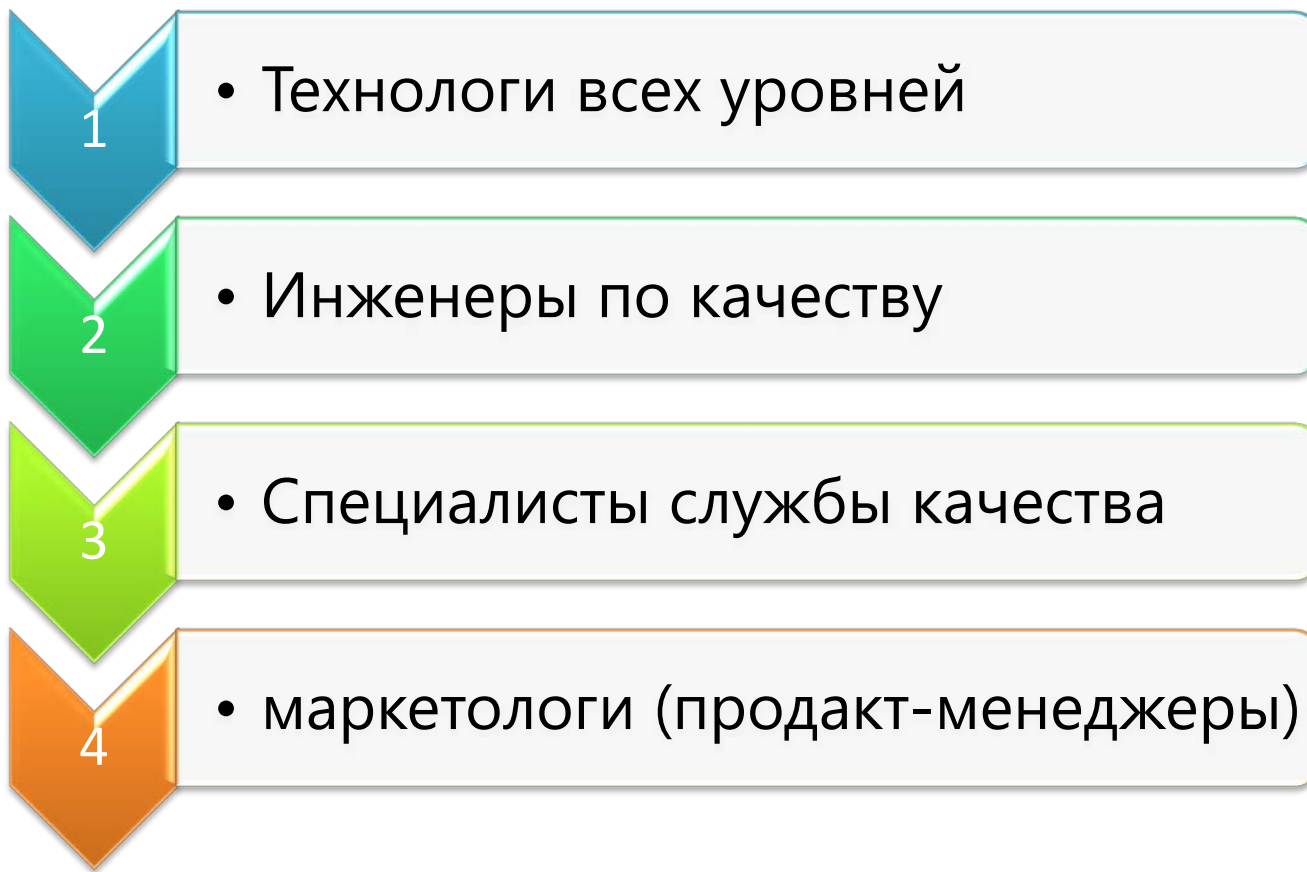 1
• Технологи всех уровней
2
• Инженеры по качеству
3
• Специалисты службы качества
4
• маркетологи (продакт-менеджеры)